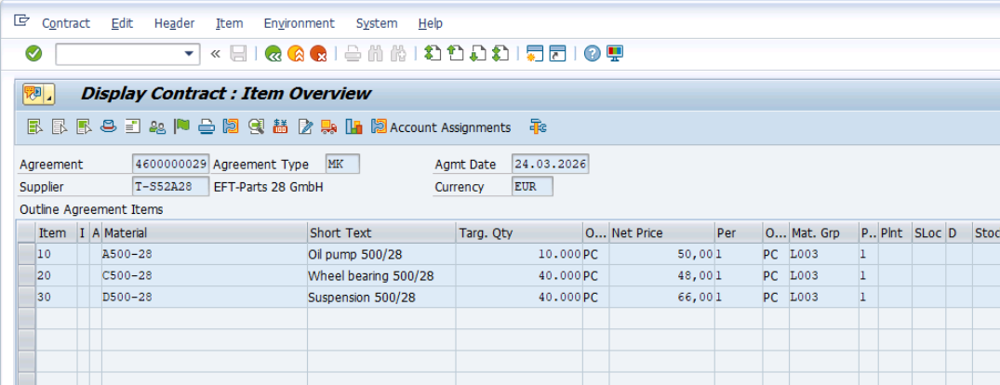 Contract Edit Header Item Environment System Help
Display Contract : Item Overview
Account Assignments
Agreement 4600000029 Agreement Type MK Agmt Date 24.03.2026
Supplier T-S52A28 EFT-Parts 28 GmbH Currency EUR
Outline Agreement Items
Item I A Material Short Text Targ. Qty O... Net Price Per O... Mat. Grp P.. Plnt SLoc D Stoc
10 A500-28 Oil pump 500/28 10.000 PC 50,00 1 PC L003 1
20 C500-28 Wheel bearing 500/28 40.000 PC 48,00 1 PC L003 1
30 D500-28 Suspension 500/28 40.000 PC 66,00 1 PC L003 1